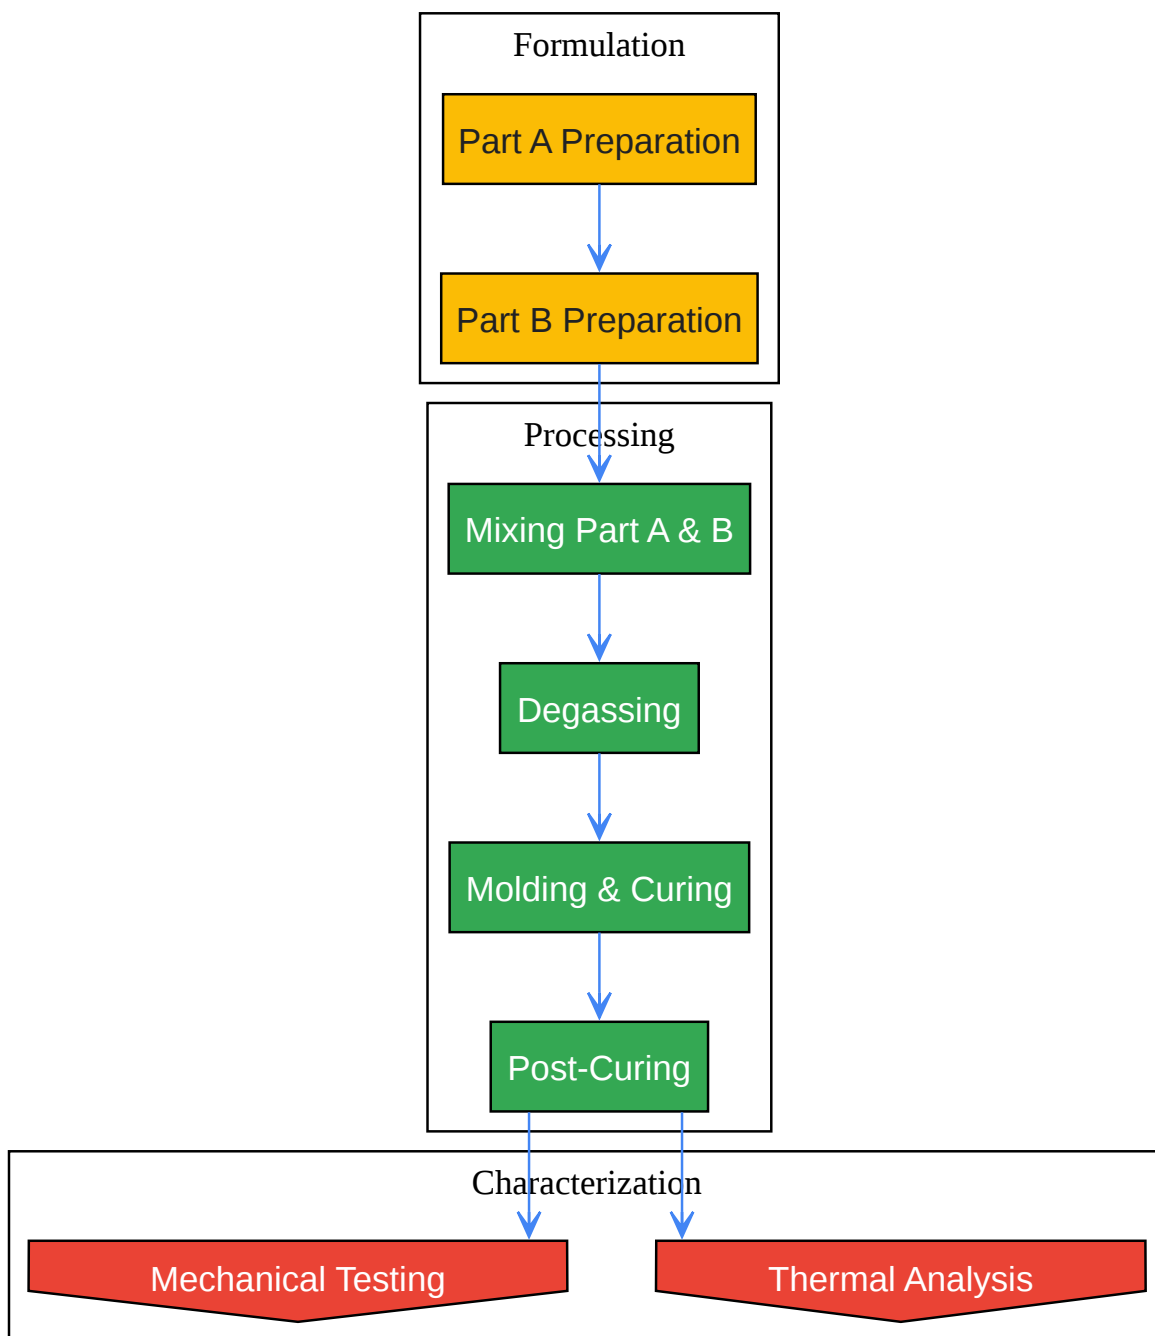 Formulation
Part A Preparation
Part B Preparation
Processing
Mixing Part A & B
Degassing
Molding & Curing
Post-Curing
Characterization
Mechanical Testing
Thermal Analysis